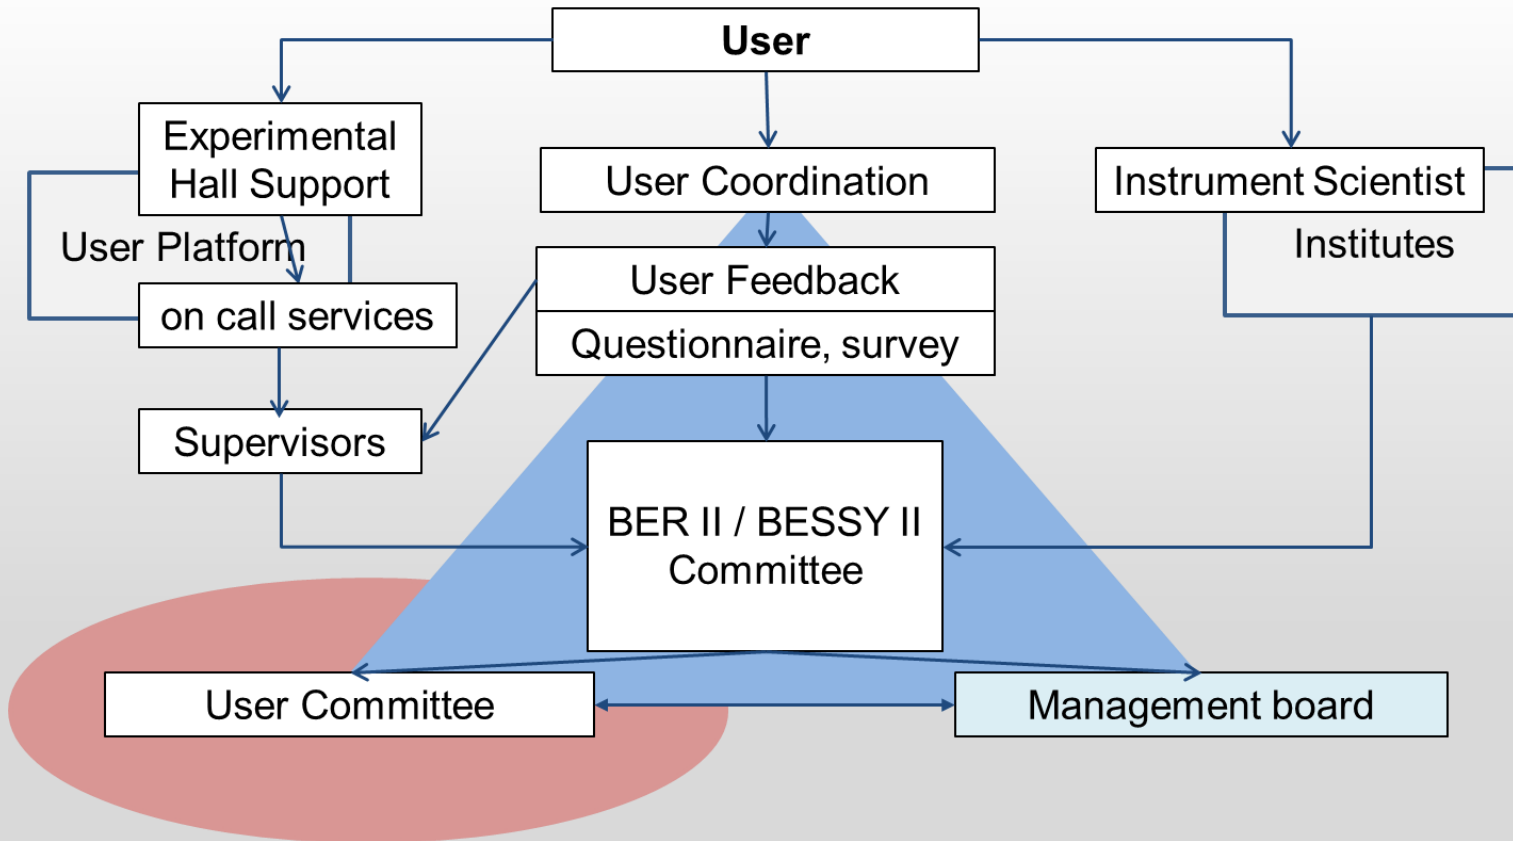 User
Experimental
Hall Support
User Coordination
Instrument Scientist
User Platform
Institutes
User Feedback
on call services
Questionnaire, survey
Supervisors
BER II / BESSY II
Committee
User Committee
Management board